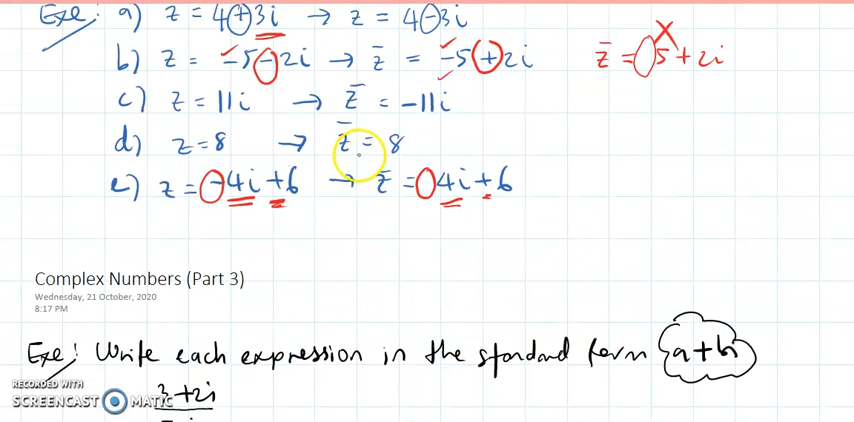 Exe: a) z = 4+3i → z = 4-3i
b) z = -5-2i → z̄ = -5+2i z̄ = 5+2i
c) z = 11i → z̄ = -11i
d) z = 8 → z̄ = 8
e) z = -4i+6 → z̄ = 4i+6
Complex Numbers (Part 3)
Wednesday, 21 October, 2020
8:17 PM
Exe: Write each expression in the standard form a+bi
RECORDED WITH
SCREENCAST MATIC
3+2i